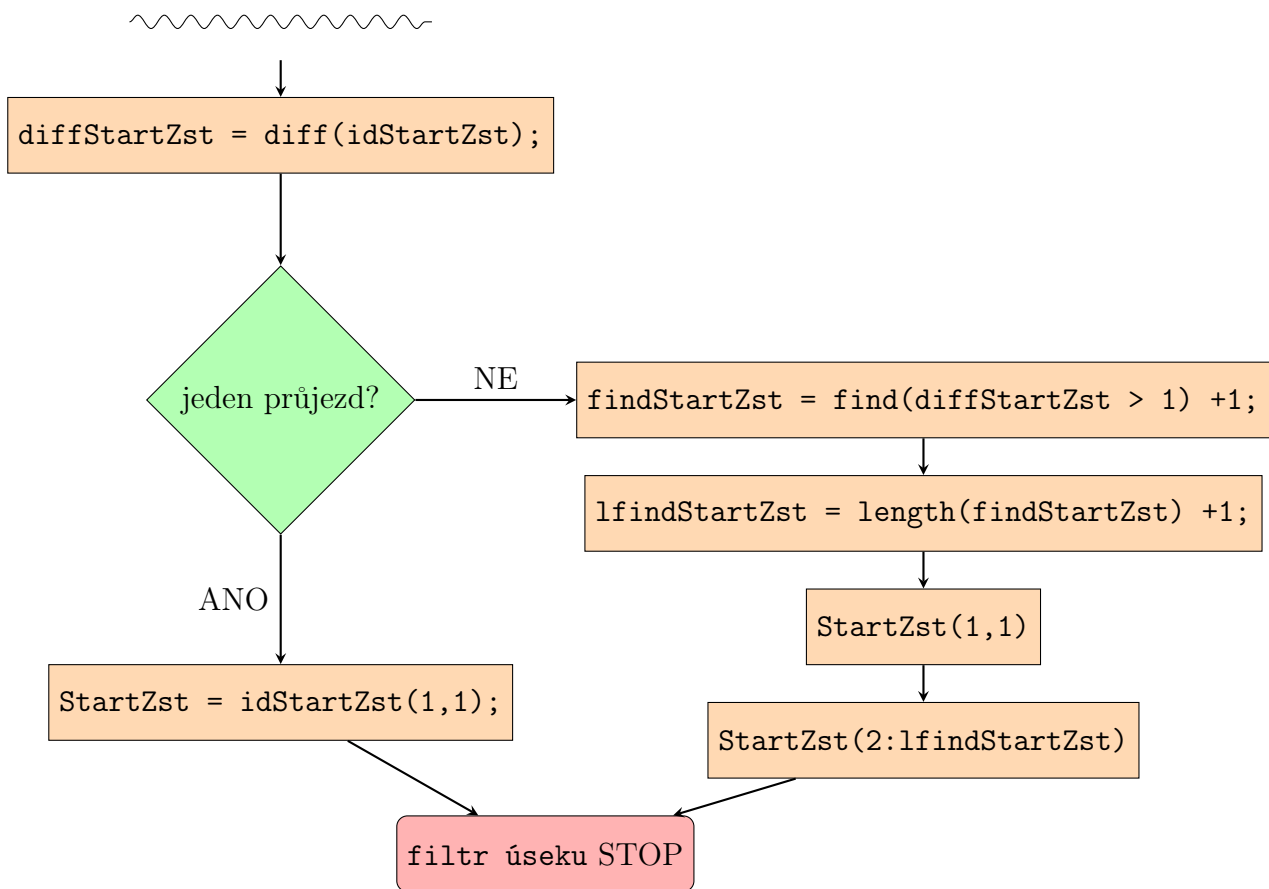 diffStartZst = diff(idStartZst);
jeden průjezd?
NE
findStartZst = find(diffStartZst > 1) +1;
lfindStartZst = length(findStartZst) +1;
ANO
StartZst(1,1)
StartZst = idStartZst(1,1);
StartZst(2:lfindStartZst)
filtr úseku STOP